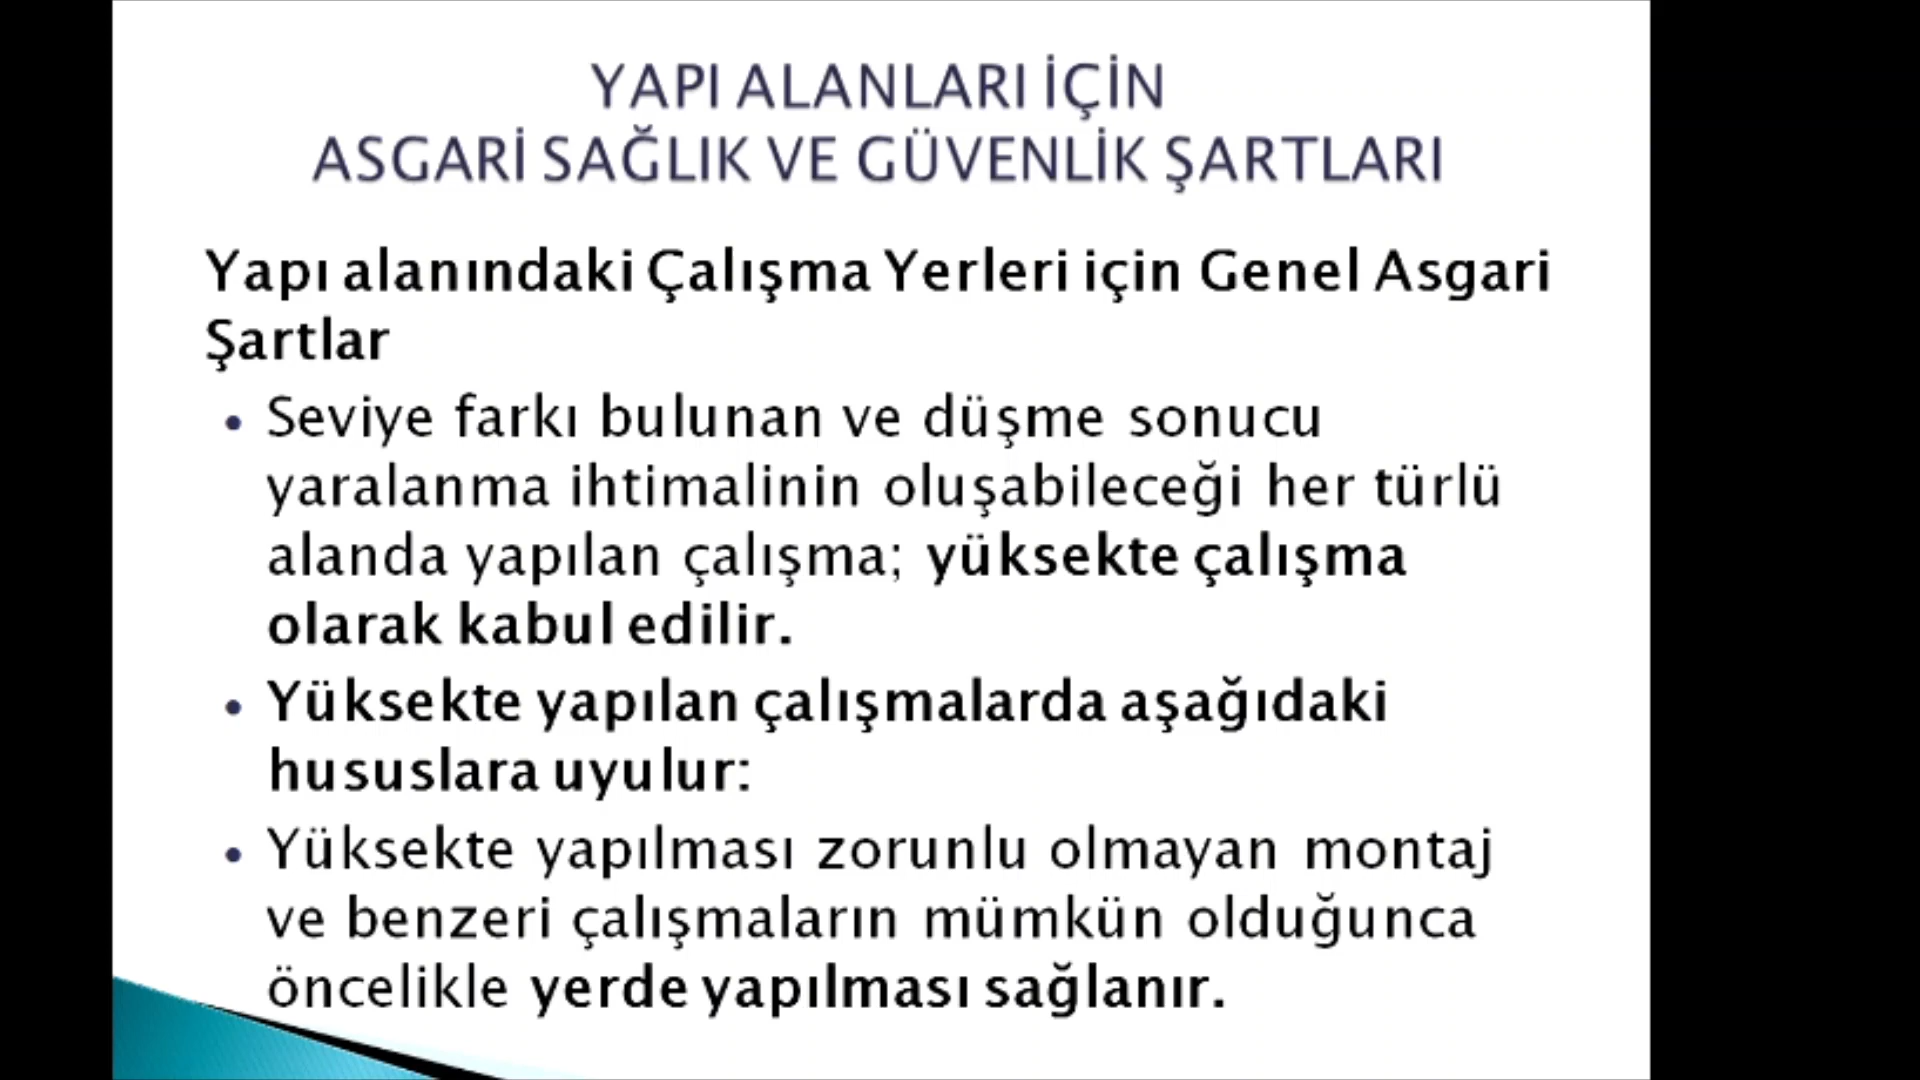 YAPI ALANLARI İÇİN
ASGARİ SAĞLIK VE GÜVENLİK ŞARTLARI
Yapı alanındaki Çalışma Yerleri için Genel Asgari
Şartlar
• Seviye farkı bulunan ve düşme sonucu
yaralanma ihtimalinin oluşabileceği her türlü
alanda yapılan çalışma; yüksekte çalışma
olarak kabul edilir.
• Yüksekte yapılan çalışmalarda aşağıdaki
hususlara uyulur:
• Yüksekte yapılması zorunlu olmayan montaj
ve benzeri çalışmaların mümkün olduğunca
öncelikle yerde yapılması sağlanır.